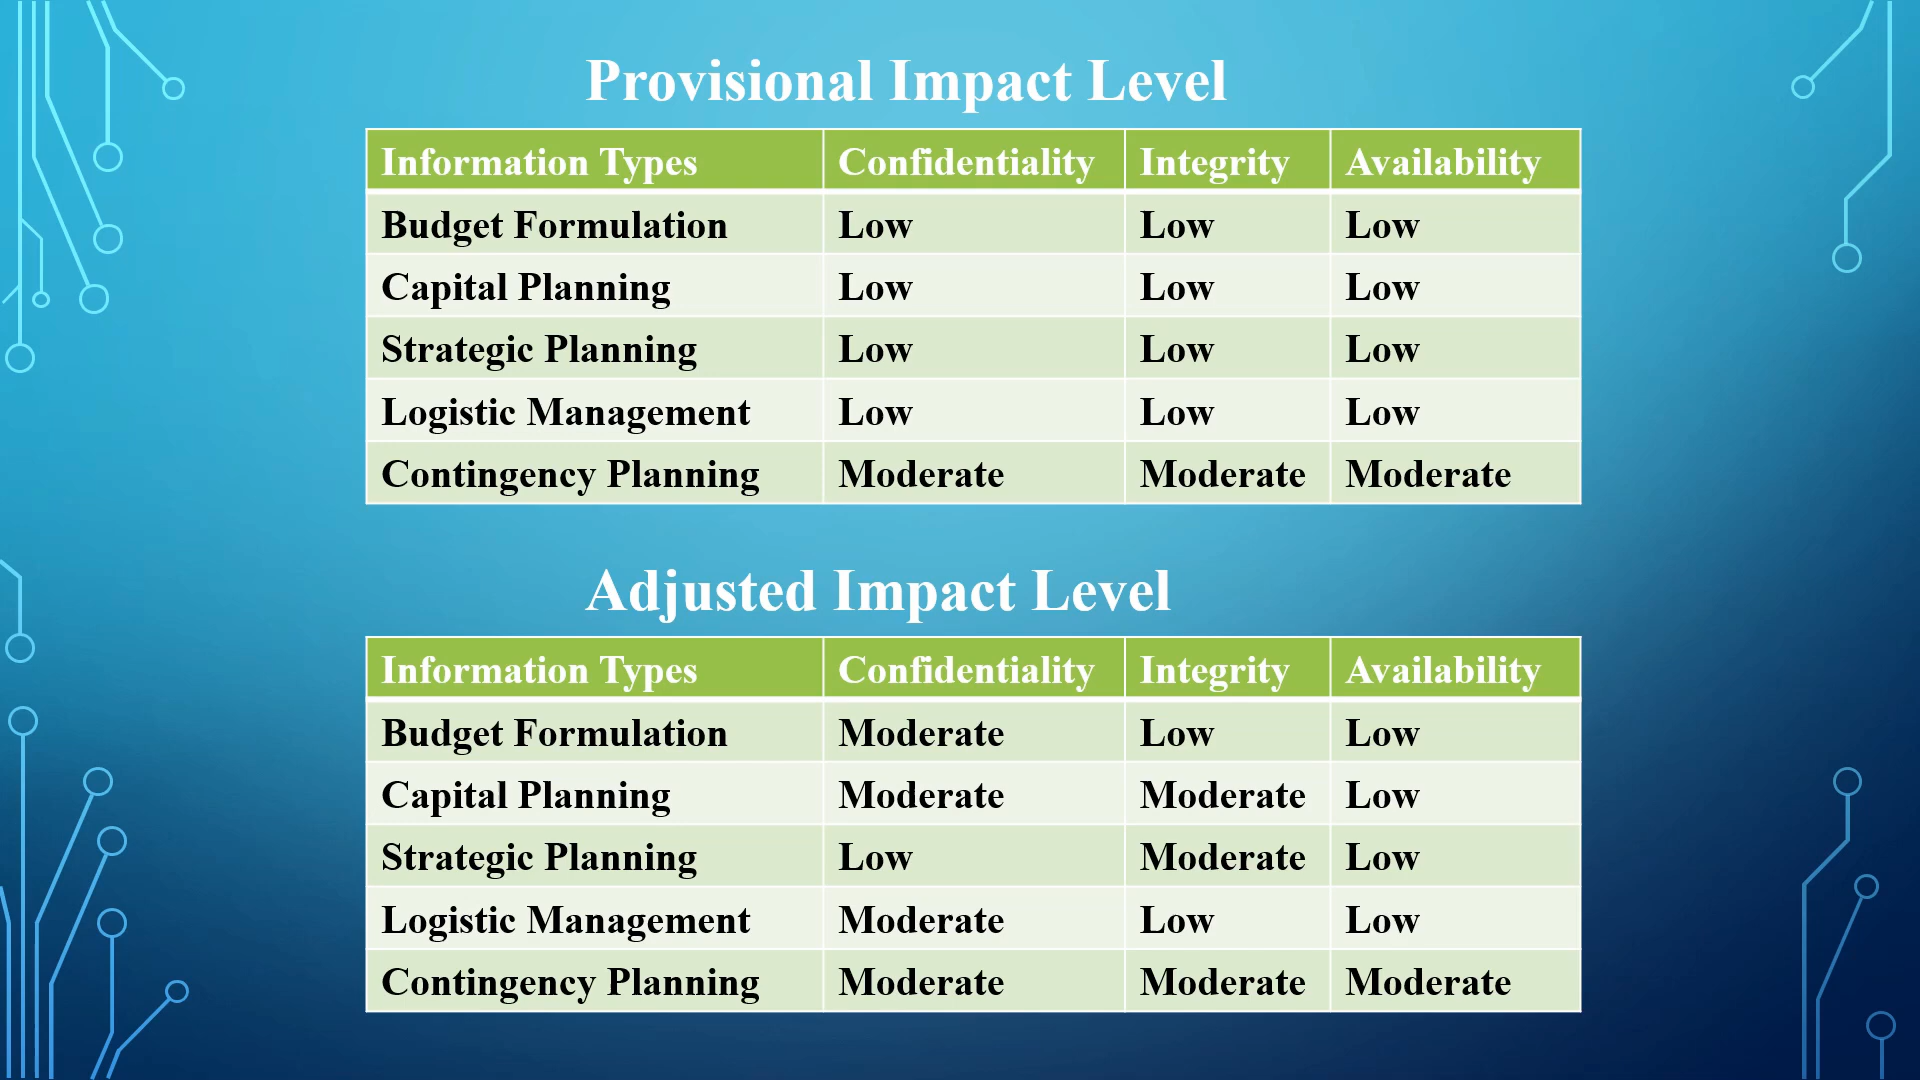 Provisional Impact Level
Information Types Confidentiality Integrity Availability
Budget Formulation Low Low Low
Capital Planning Low Low Low
Strategic Planning Low Low Low
Logistic Management Low Low Low
Contingency Planning Moderate Moderate Moderate
Adjusted Impact Level
Information Types Confidentiality Integrity Availability
Budget Formulation Moderate Low Low
Capital Planning Moderate Moderate Low
Strategic Planning Low Moderate Low
Logistic Management Moderate Low Low
Contingency Planning Moderate Moderate Moderate